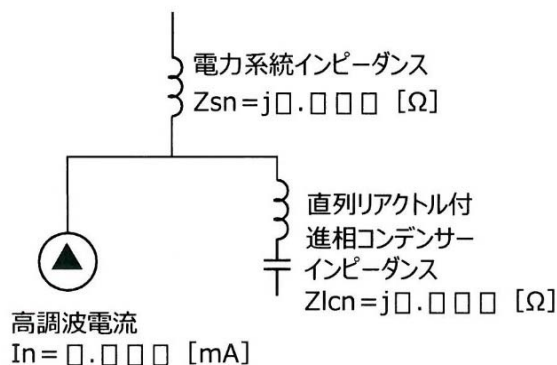 電力系統インピーダンス
Zsn=j□.□□□ [Ω]
直列リアクトル付
進相コンデンサー
インピーダンス
Zlcn=j□.□□□ [Ω]
高調波電流
In=□.□□□ [mA]